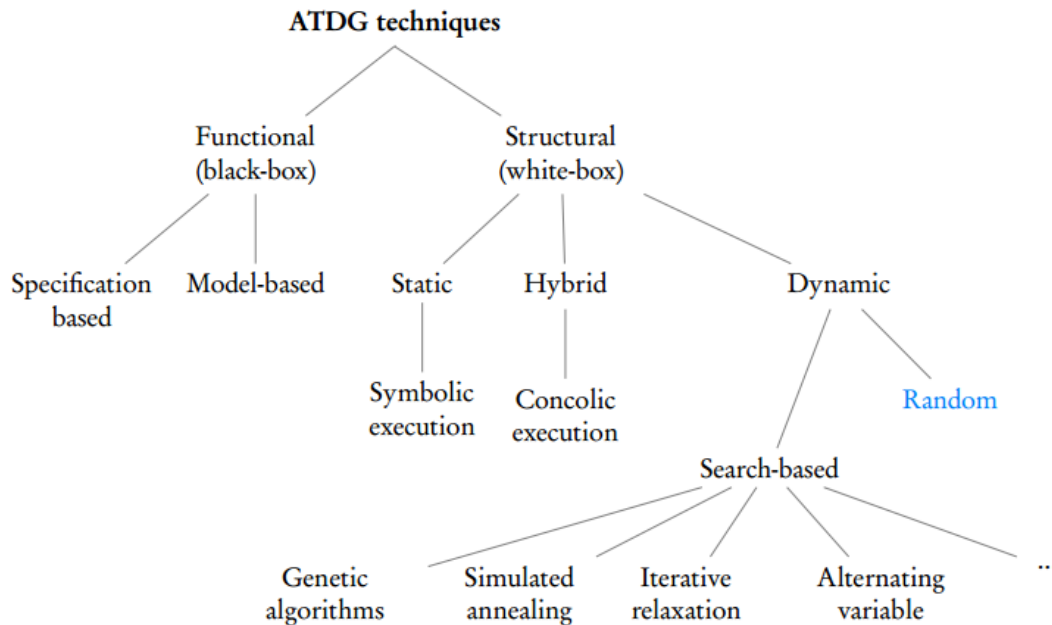 ATDG techniques
Functional
(black-box)
Structural
(white-box)
Specification
based
Model-based
Static
Hybrid
Dynamic
Symbolic
execution
Concolic
execution
Random
Search-based
Genetic
algorithms
Simulated
annealing
Iterative
relaxation
Alternating
variable
..